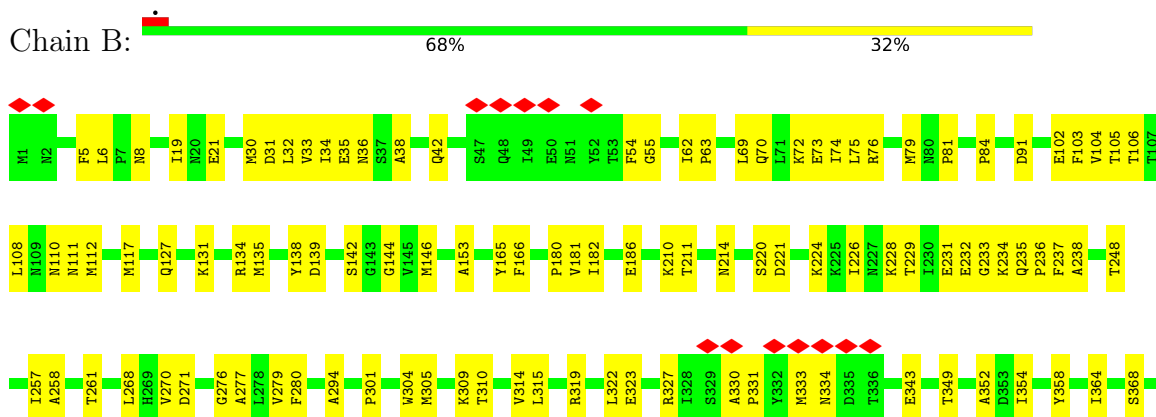 Chain B:
68%
32%
M1 N2 F5 L6 P7 N8 I19 N20 E21 M30 D31 L32 V33 I34 E35 N36 S37 A38 Q42 S47 Q48 I49 E50 N51 Y52 T53 F54 G55 I62 P63 L69 Q70 L71 K72 E73 I74 L75 R76 M79 N80 P81 P84 D91 E102 F103 V104 T105 T106 T107
L108 N109 N110 N111 M112 M117 Q127 K131 R134 M135 Y138 D139 S142 G143 G144 V145 M146 A153 Y165 F166 P180 V181 I182 E186 K210 T211 N214 S220 D221 K224 K225 I226 N227 K228 T229 I230 E231 E232 G233 K234 Q235 P236 F237 A238 T248
I257 A258 T261 L268 H269 V270 D271 G276 A277 L278 V279 F280 A294 P301 W304 M305 K309 T310 V314 L315 R319 L322 E323 R327 I328 S329 A330 P331 Y332 M333 N334 D335 T336 E343 T349 A352 D353 I354 Y358 I364 S368